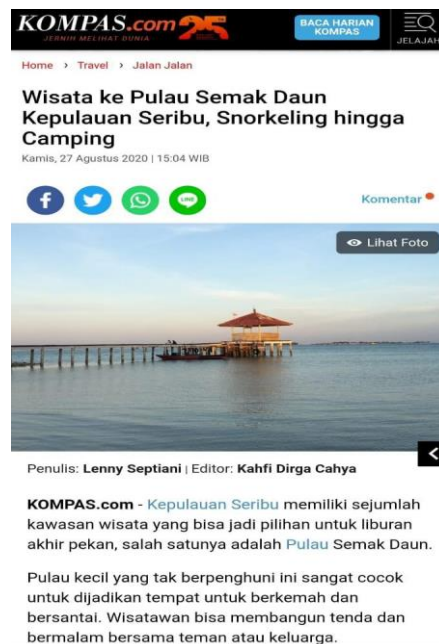 KOMPAS.com 25
JERNIH MELIHAT DUNIA
BACA HARIAN
KOMPAS
JELAJAH
Home > Travel > Jalan Jalan
Wisata ke Pulau Semak Daun
Kepulauan Seribu, Snorkeling hingga
Camping
Kamis, 27 Agustus 2020 | 15:04 WIB
f
LINE
Komentar
Lihat Foto
Penulis: Lenny Septiani | Editor: Kahfi Dirga Cahya
KOMPAS.com - Kepulauan Seribu memiliki sejumlah
kawasan wisata yang bisa jadi pilihan untuk liburan
akhir pekan, salah satunya adalah Pulau Semak Daun.
Pulau kecil yang tak berpenghuni ini sangat cocok
untuk dijadikan tempat untuk berkemah dan
bersantai. Wisatawan bisa membangun tenda dan
bermalam bersama teman atau keluarga.